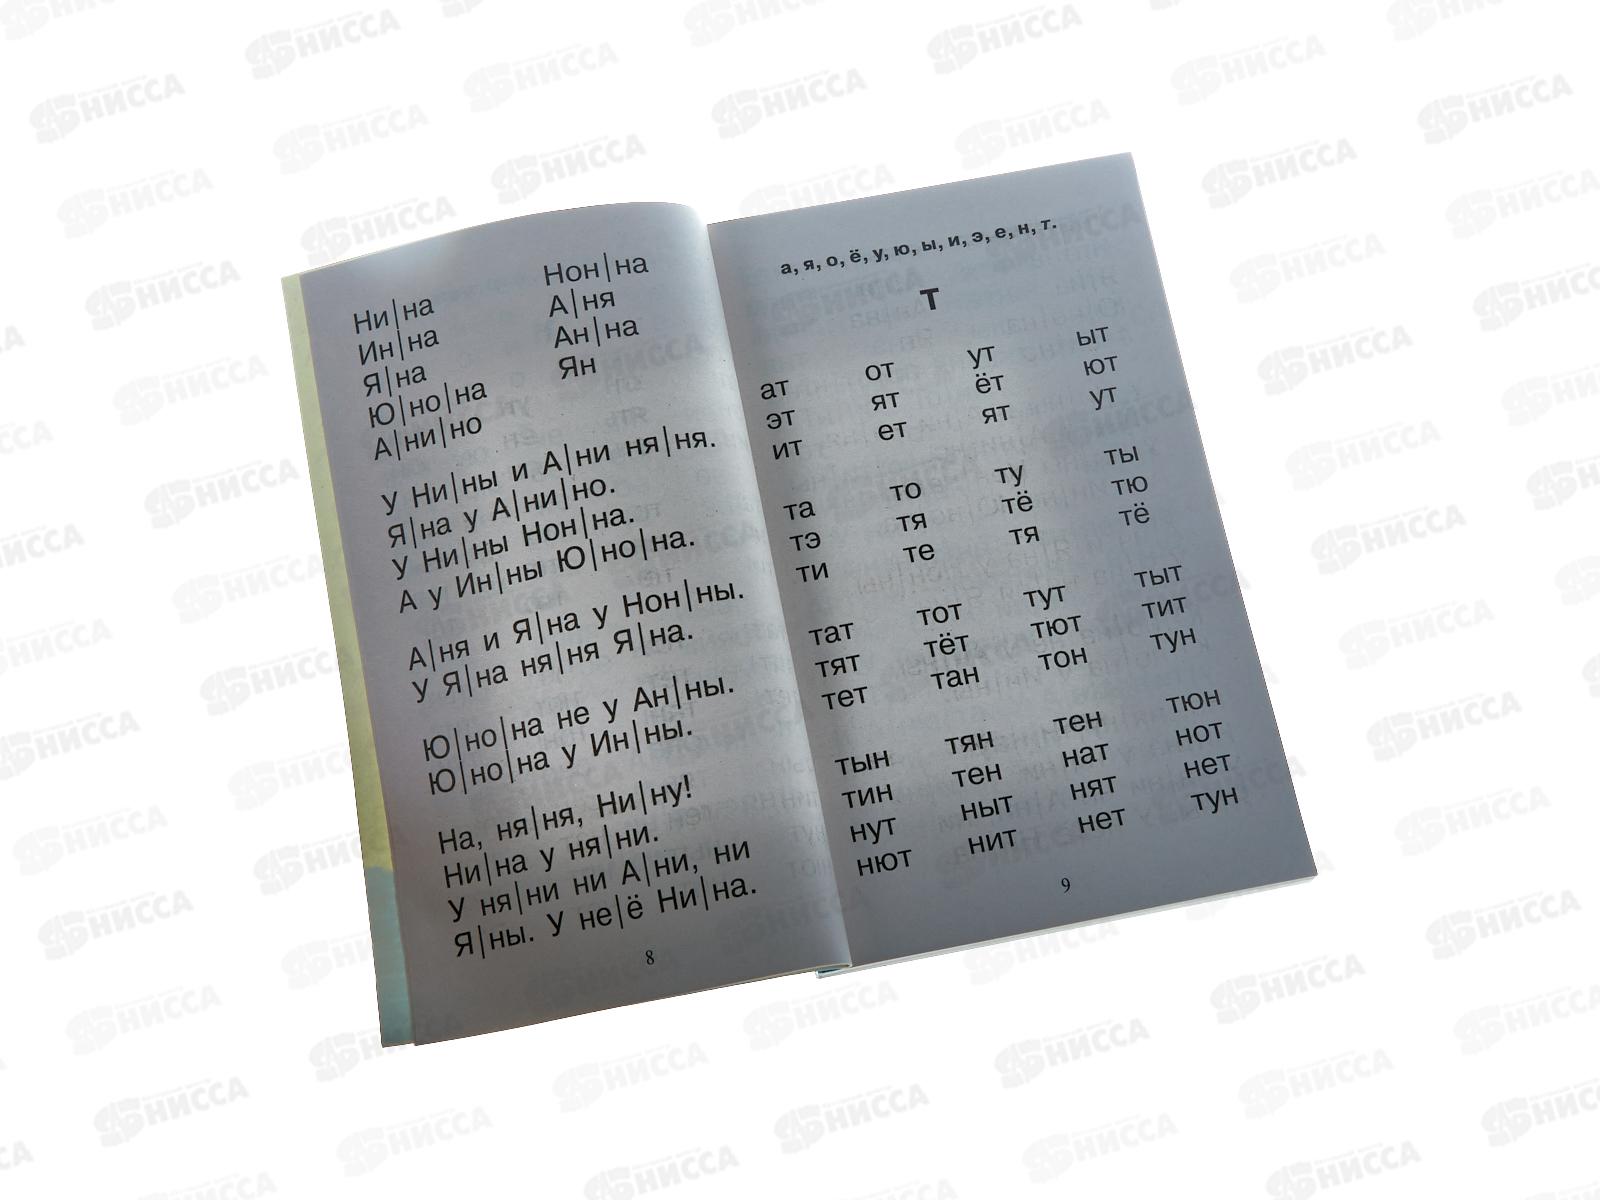 Ни|на Нон|на
Ин|на А|ня
Я|на Ан|на
Ю|но|на Ян
А|ни|но
У Ни|ны и А|ни ня|ня.
Я|на у А|ни|но.
У Ни|ны Нон|на.
А у Ин|ны Ю|но|на.
А|ня и Я|на у Нон|ны.
У Я|на ня|ня Я|на.
Ю|но|на не у Ан|ны.
Ю|но|на у Ин|ны.
На, ня|ня, Ни|ну!
Ни|на у ня|ни.
У ня|ни ни А|ни, ни
Я|ны. У не|ё Ни|на.
8
а, я, о, ё, у, ю, ы, и, э, е, н, т.
т
ат от ут ыт
эт ят ёт ют
ит ет ят ут
та то ту ты
тэ тя тё тю
ти те тя тё
тат тот тут тыт
тят тёт тют тит
тет тан тон тун
тын тян тен тюн
тин тен нат нот
нут ныт нят нет
нют нит нет тун
9
НИССА